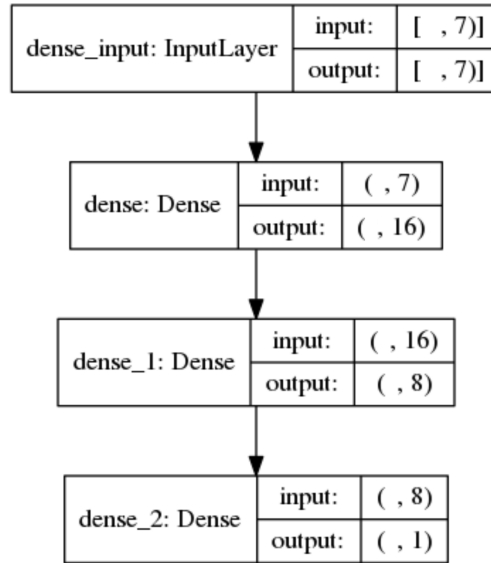 dense_input: InputLayer
input: [ , 7)]
output: [ , 7)]
dense: Dense
input: ( , 7)
output: ( , 16)
dense_1: Dense
input: ( , 16)
output: ( , 8)
dense_2: Dense
input: ( , 8)
output: ( , 1)